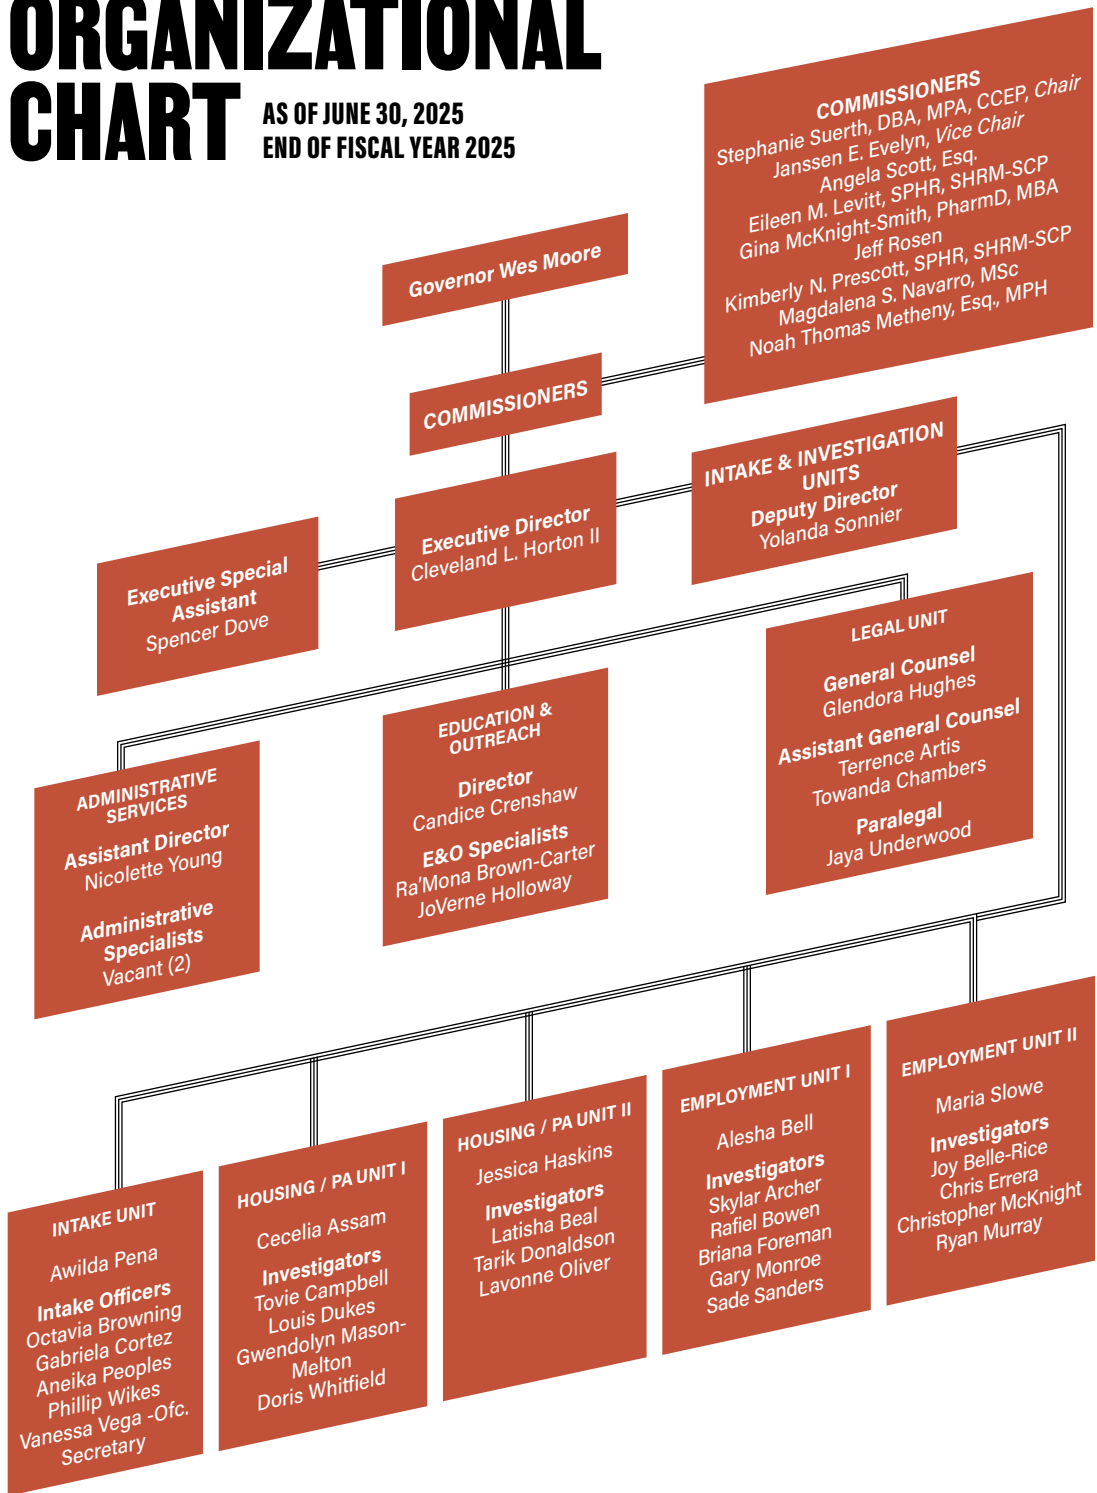 ORGANIZATIONAL
CHART
AS OF JUNE 30, 2025
END OF FISCAL YEAR 2025
COMMISSIONERS
Stephanie Suerth, DBA, MPA, CCEP, Chair
Janssen E. Evelyn, Vice Chair
Angela Scott, Esq.
Eileen M. Levitt, SPHR, SHRM-SCP
Gina McKnight-Smith, PharmD, MBA
Jeff Rosen
Kimberly N. Prescott, SPHR, SHRM-SCP
Magdalena S. Navarro, MSc
Noah Thomas Metheny, Esq., MPH
Governor Wes Moore
COMMISSIONERS
INTAKE & INVESTIGATION
UNITS
Deputy Director
Yolanda Sonnier
Executive Director
Cleveland L. Horton II
Executive Special
Assistant
Spencer Dove
LEGAL UNIT
General Counsel
Glendora Hughes
Assistant General Counsel
Terrence Artis
Towanda Chambers
Paralegal
Jaya Underwood
EDUCATION &
OUTREACH
Director
Candice Crenshaw
E&O Specialists
Ra'Mona Brown-Carter
JoVerne Holloway
ADMINISTRATIVE
SERVICES
Assistant Director
Nicolette Young
Administrative
Specialists
Vacant (2)
INTAKE UNIT
Awilda Pena
Intake Officers
Octavia Browning
Gabriela Cortez
Aneika Peoples
Phillip Wikes
Vanessa Vega -Ofc.
Secretary
HOUSING / PA UNIT I
Cecelia Assam
Investigators
Tovie Campbell
Louis Dukes
Gwendolyn Mason-
Melton
Doris Whitfield
HOUSING / PA UNIT II
Jessica Haskins
Investigators
Latisha Beal
Tarik Donaldson
Lavonne Oliver
EMPLOYMENT UNIT I
Alesha Bell
Investigators
Skylar Archer
Rafiel Bowen
Briana Foreman
Gary Monroe
Sade Sanders
EMPLOYMENT UNIT II
Maria Slowe
Investigators
Joy Belle-Rice
Chris Errera
Christopher McKnight
Ryan Murray